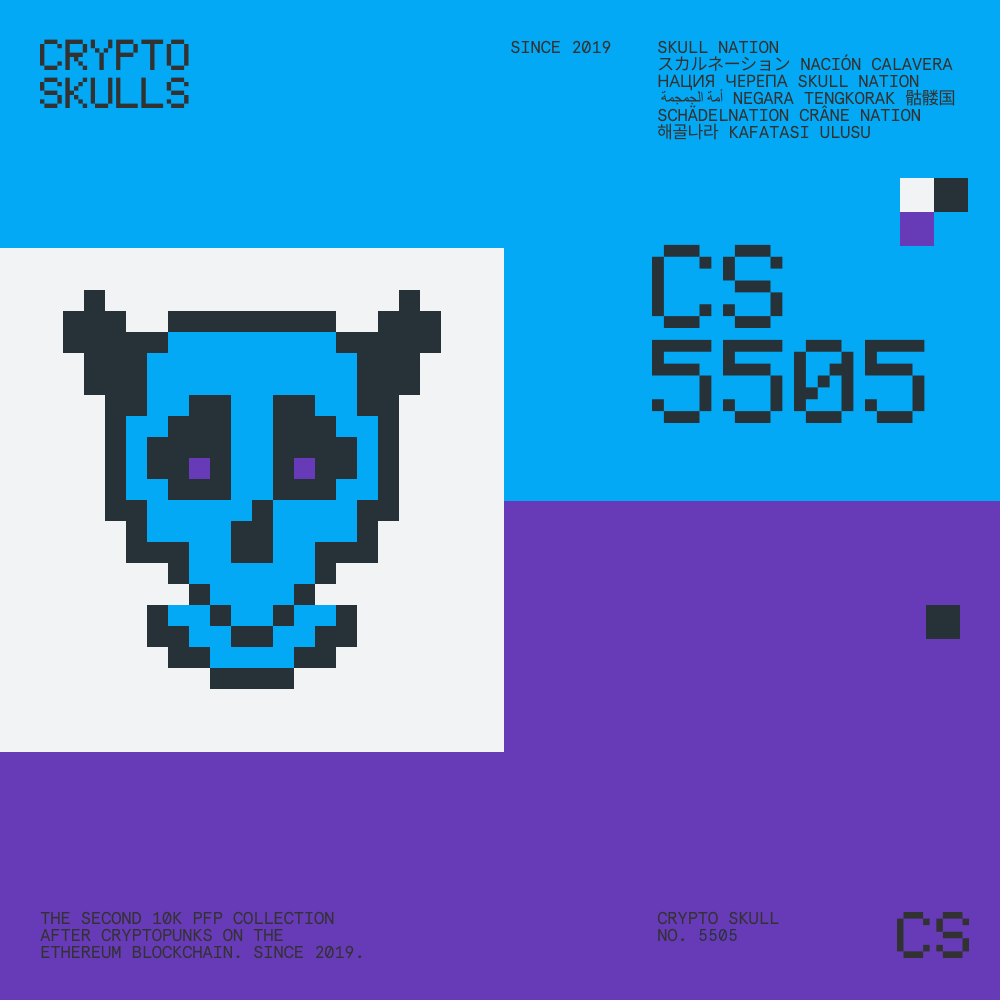 CRYPTO
SKULLS
SINCE 2019
SKULL NATION
スカルネーション NACIÓN CALAVERA
НАЦИЯ ЧЕРЕПА SKULL NATION
أمة الجمجمة NEGARA TENGKORAK 骷髅国
SCHÄDELNATION CRÂNE NATION
해골나라 KAFATASI ULUSU
CS
5505
THE SECOND 10K PFP COLLECTION
AFTER CRYPTOPUNKS ON THE
ETHEREUM BLOCKCHAIN. SINCE 2019.
CRYPTO SKULL
NO. 5505
CS